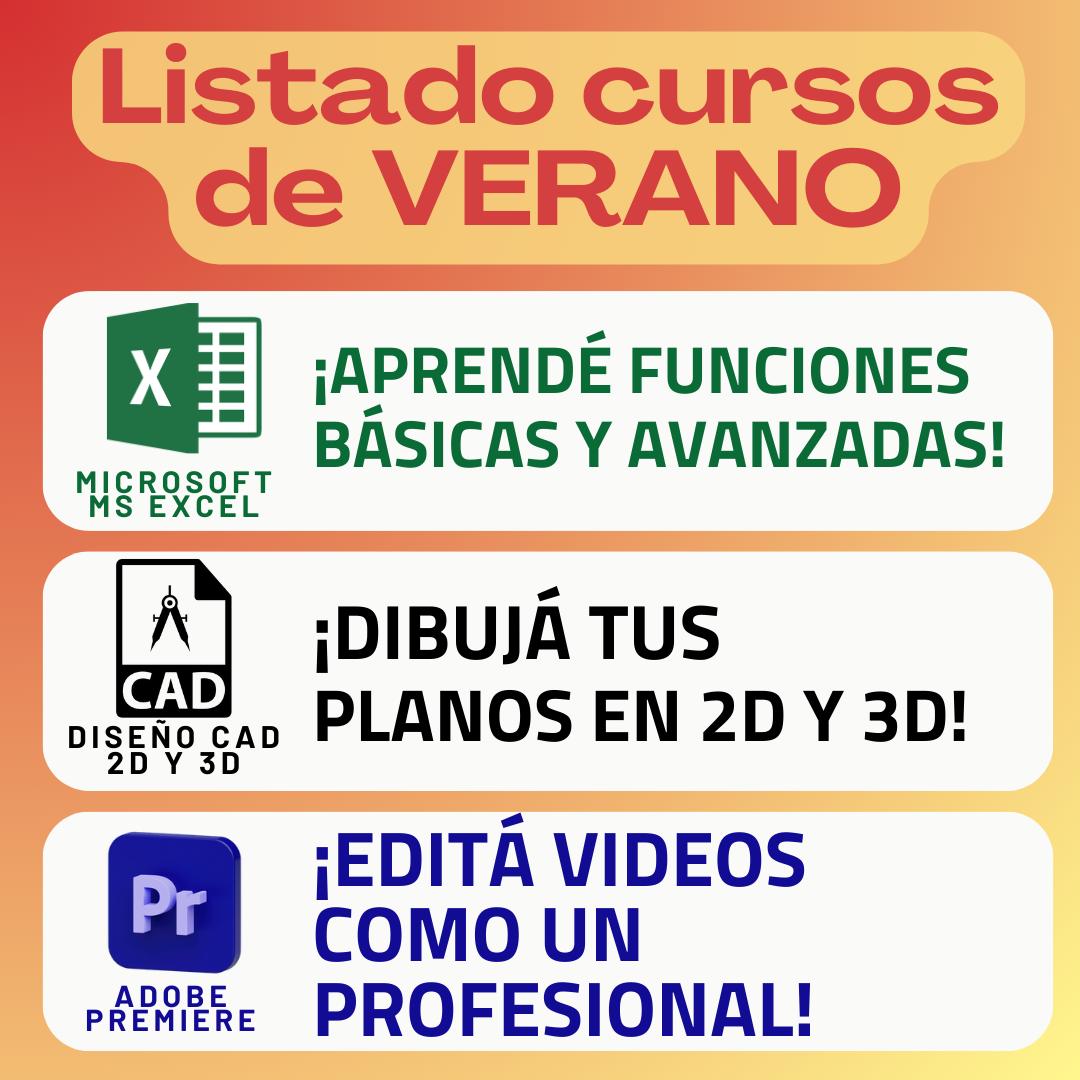 Listado cursos
de VERANO
X
MICROSOFT
MS EXCEL
¡APRENDÉ FUNCIONES
BÁSICAS Y AVANZADAS!
CAD
DISEÑO CAD
2D Y 3D
¡DIBUJÁ TUS
PLANOS EN 2D Y 3D!
Pr
ADOBE
PREMIERE
¡EDITÁ VIDEOS
COMO UN
PROFESIONAL!